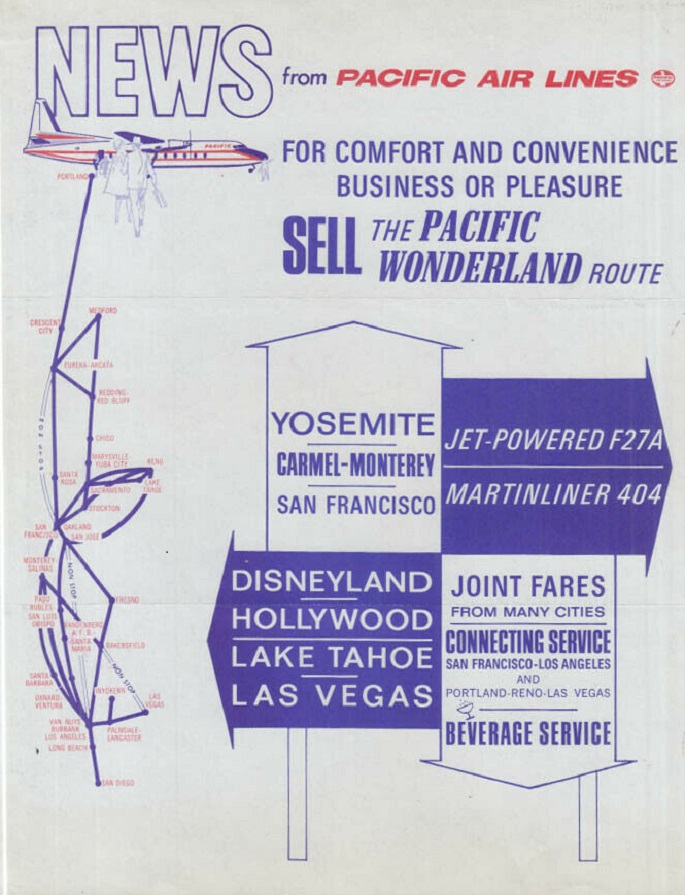 NEWS from PACIFIC AIR LINES
PACIFIC
FOR COMFORT AND CONVENIENCE
BUSINESS OR PLEASURE
SELL THE PACIFIC
WONDERLAND ROUTE
PORTLAND
MEDFORD
CRESCENT
CITY
EUREKA-ARCATA
REDDING-
RED BLUFF
NON STOP
CHICO
MARYSVILLE-
YUBA CITY
RENO
SANTA
ROSA
SACRAMENTO
LAKE
TAHOE
STOCKTON
SAN
FRANCISCO
OAKLAND
SAN JOSE
MONTEREY-
SALINAS
NON STOP
PASO
ROBLES
SAN LUIS
OBISPO
FRESNO
VANDENBERG
A.F.B.
SANTA
MARIA
BAKERSFIELD
SANTA
BARBARA
NON STOP
INYOKERN
OXNARD-
VENTURA
LAS
VEGAS
VAN NUYS
BURBANK
LOS ANGELES
PALMDALE-
LANCASTER
LONG BEACH
SAN DIEGO
YOSEMITE
CARMEL-MONTEREY
SAN FRANCISCO
JET-POWERED F27A
MARTINLINER 404
DISNEYLAND
HOLLYWOOD
LAKE TAHOE
LAS VEGAS
JOINT FARES
FROM MANY CITIES
CONNECTING SERVICE
SAN FRANCISCO-LOS ANGELES
AND
PORTLAND-RENO-LAS VEGAS
BEVERAGE SERVICE